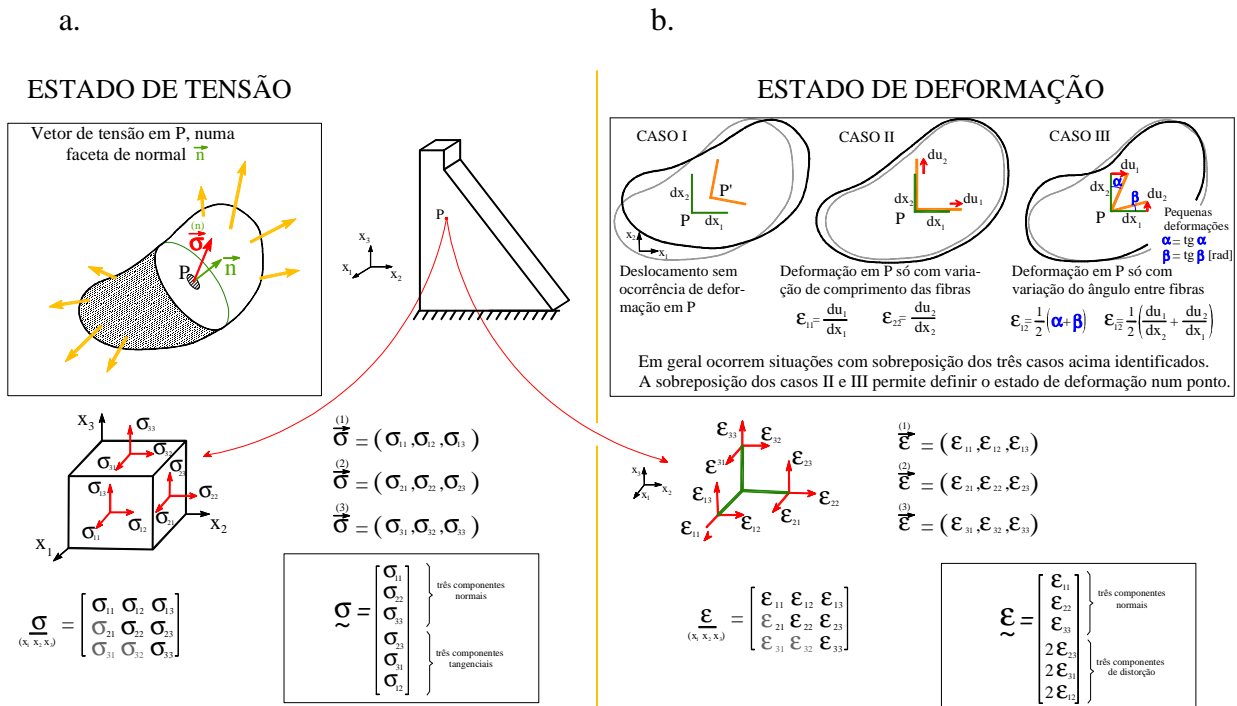 a.
ESTADO DE TENSÃO
Vetor de tensão em P, numa
faceta de normal n
(n)
σ
P
n
P
x₃
x₁
x₂
x₃
σ₃₃
σ₃₂
σ₃₁
σ₂₃
σ₁₃
σ₂₂
σ₂₁
σ₁₂
σ₁₁
x₂
x₁
(1)
σ = (σ₁₁,σ₁₂,σ₁₃)
(2)
σ = (σ₂₁,σ₂₂,σ₂₃)
(3)
σ = (σ₃₁,σ₃₂,σ₃₃)
σ = [σ₁₁ σ₁₂ σ₁₃
σ₂₁ σ₂₂ σ₂₃
σ₃₁ σ₃₂ σ₃₃]
(x₁ x₂ x₃)
σ = [σ₁₁
σ₂₂
σ₃₃
σ₂₃
σ₃₁
σ₁₂]
três componentes
normais
três componentes
tangenciais
b.
ESTADO DE DEFORMAÇÃO
CASO I
dx₂
P'
P
dx₁
x₂
x₁
Deslocamento sem
ocorrência de defor-
mação em P
CASO II
du₂
dx₂
du₁
P
dx₁
Deformação em P só com varia-
ção de comprimento das fibras
ε₁₁= du₁/dx₁
ε₂₂= du₂/dx₂
CASO III
du₁
dx₂
α
β
du₂
P
dx₁
Pequenas
deformações
α = tg α
β = tg β [rad]
Deformação em P só com
variação do ângulo entre fibras
ε₁₂= 1/2 (α+β)
ε₁₂= 1/2 (du₁/dx₂ + du₂/dx₁)
Em geral ocorrem situações com sobreposição dos três casos acima identificados.
A sobreposição dos casos II e III permite definir o estado de deformação num ponto.
x₃
x₁
x₂
ε₃₃
ε₃₂
ε₃₁
ε₂₃
ε₁₃
ε₂₂
ε₂₁
ε₁₂
ε₁₁
(1)
ε = (ε₁₁,ε₁₂,ε₁₃)
(2)
ε = (ε₂₁,ε₂₂,ε₂₃)
(3)
ε = (ε₃₁,ε₃₂,ε₃₃)
ε = [ε₁₁ ε₁₂ ε₁₃
ε₂₁ ε₂₂ ε₂₃
ε₃₁ ε₃₂ ε₃₃]
(x₁ x₂ x₃)
ε = [ε₁₁
ε₂₂
ε₃₃
2ε₂₃
2ε₃₁
2ε₁₂]
três componentes
normais
três componentes
de distorção